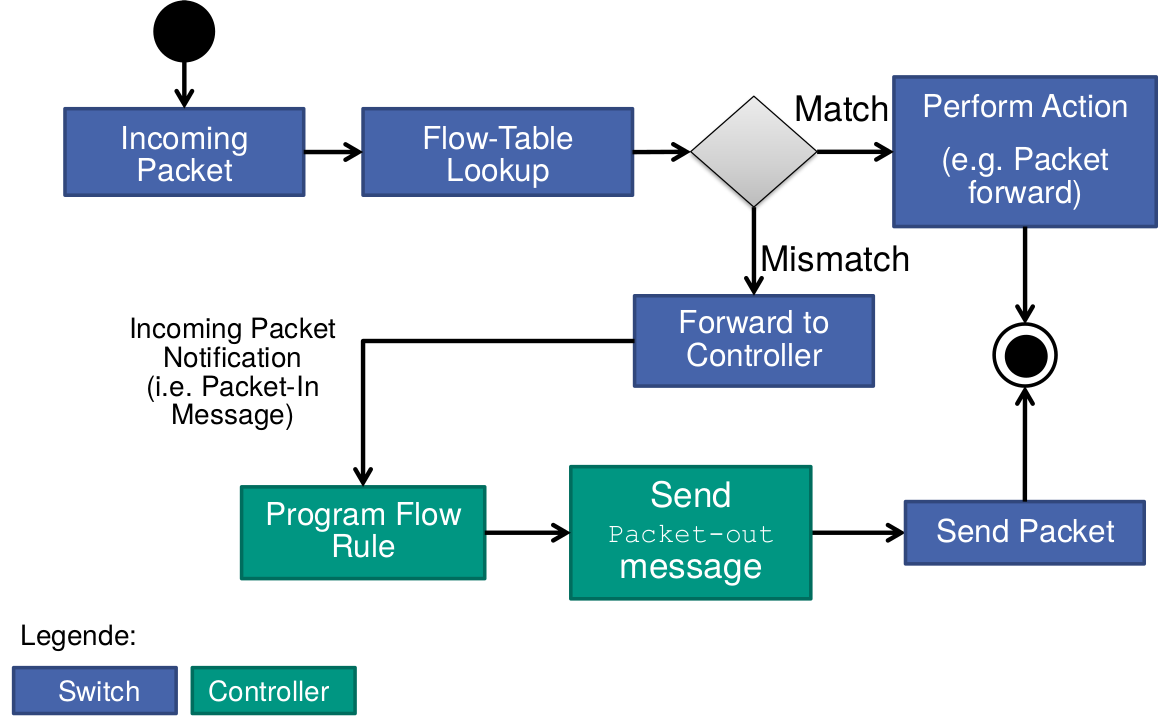 Incoming
Packet
Flow-Table
Lookup
Match
Perform Action
(e.g. Packet
forward)
Mismatch
Forward to
Controller
Incoming Packet
Notification
(i.e. Packet-In
Message)
Program Flow
Rule
Send
Packet-out
message
Send Packet
Legende:
Switch
Controller